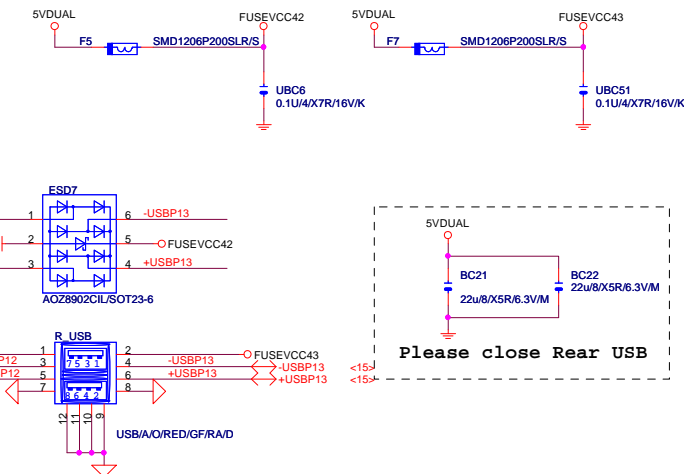 5VDUAL
FUSEVCC42
F5
SMD1206P200SLR/S
UBC6
0.1U/4/X7R/16V/K
5VDUAL
FUSEVCC43
F7
SMD1206P200SLR/S
UBC51
0.1U/4/X7R/16V/K
ESD7
1
6
-USBP13
2
5
FUSEVCC42
3
4
+USBP13
AOZ8902CIL/SOT23-6
5VDUAL
BC21
22u/8/X5R/6.3V/M
BC22
22u/8/X5R/6.3V/M
Please close Rear USB
R_USB
1
2
FUSEVCC43
P12
3
4
-USBP13
-USBP13
<15>
P12
5
6
+USBP13
+USBP13
<15>
7
8
7 5 3 1
8 6 4 2
12
11
10
9
USB/A/O/RED/GF/RA/D